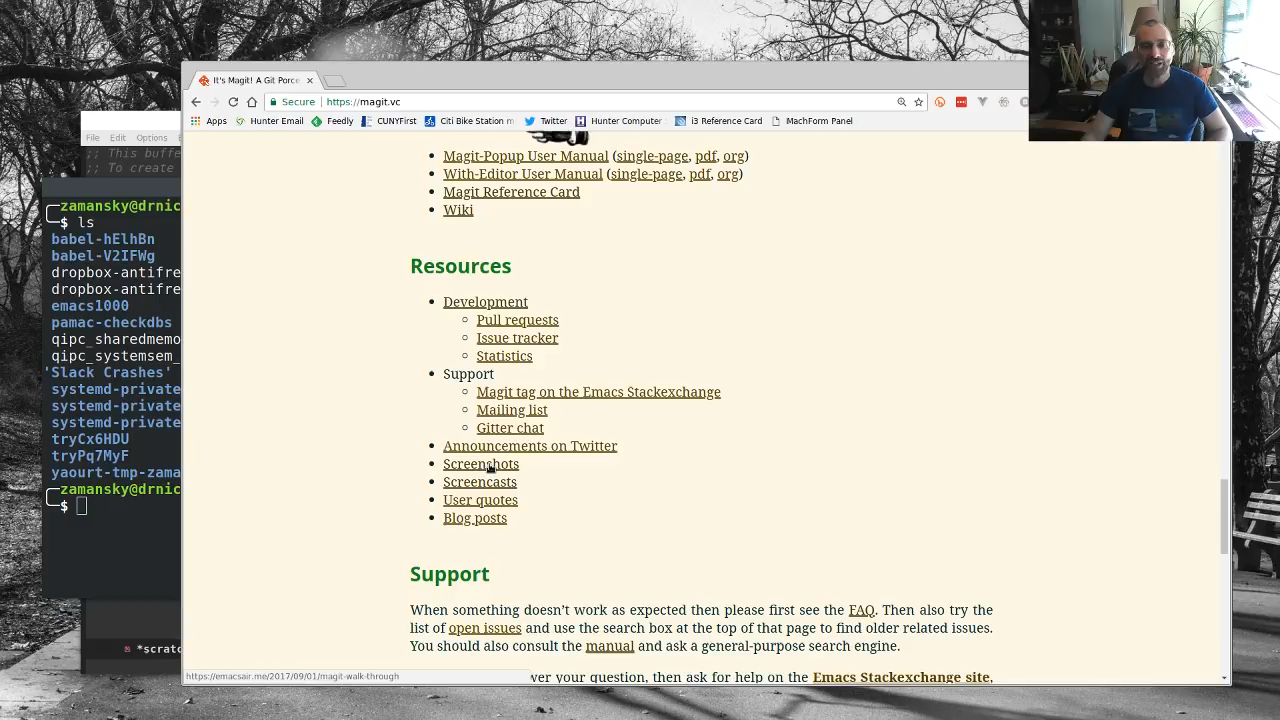 It's Magit! A Git Porce
Secure
https://magit.vc
Apps
Hunter Email
Feedly
CUNYFirst
Citi Bike Station m
Twitter
Hunter Computer
i3 Reference Card
MachForm Panel
File Edit Options
;; This buffe
;; To create
zamansky@drnic
$ ls
babel-hElhBn
babel-V2IFWg
dropbox-antifre
dropbox-antifre
emacs1000
pamac-checkdbs
qipc_sharedmemo
qipc_systemsem_
'Slack Crashes'
systemd-private
systemd-private
systemd-private
tryCx6HDU
tryPq7MyF
yaourt-tmp-zama
zamansky@drnic
$
*scratc
Magit-Popup User Manual (single-page, pdf, org)
With-Editor User Manual (single-page, pdf, org)
Magit Reference Card
Wiki
Resources
Development
Pull requests
Issue tracker
Statistics
Support
Magit tag on the Emacs Stackexchange
Mailing list
Gitter chat
Announcements on Twitter
Screenshots
Screencasts
User quotes
Blog posts
Support
When something doesn't work as expected then please first see the FAQ. Then also try the
list of open issues and use the search box at the top of that page to find older related issues.
You should also consult the manual and ask a general-purpose search engine.
ver your question, then ask for help on the Emacs Stackexchange site,
https://emacsair.me/2017/09/01/magit-walk-through